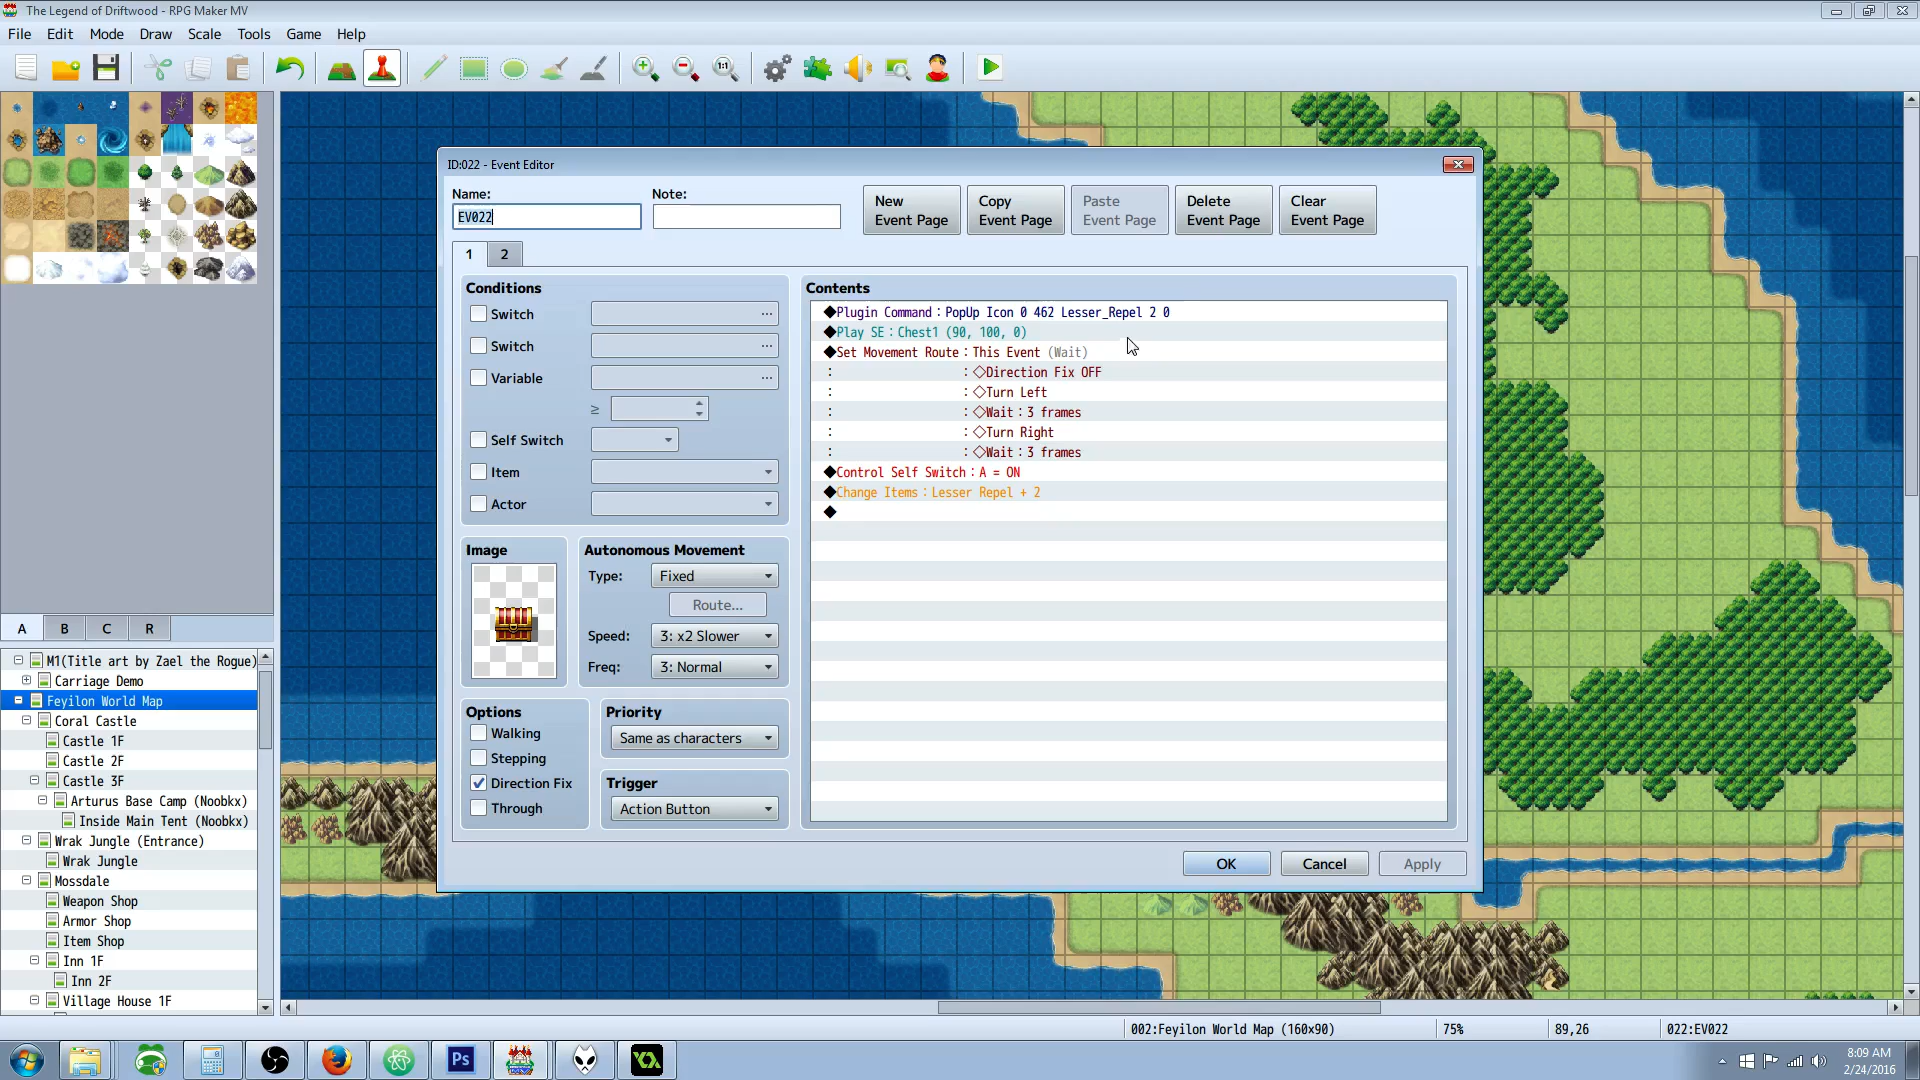 The Legend of Driftwood - RPG Maker MV
File Edit Mode Draw Scale Tools Game Help
1:1
ID:022 - Event Editor
Name: Note:
EV022
New Event Page
Copy Event Page
Paste Event Page
Delete Event Page
Clear Event Page
1 2
Conditions
Switch ...
Switch ...
Variable ...
≥
Self Switch
Item
Actor
Image
Autonomous Movement
Type: Fixed
Route...
Speed: 3: x2 Slower
Freq: 3: Normal
Options
Walking
Stepping
Direction Fix
Through
Priority
Same as characters
Trigger
Action Button
Contents
◆Plugin Command : PopUp Icon 0 462 Lesser_Repel 2 0
◆Play SE : Chest1 (90, 100, 0)
◆Set Movement Route : This Event (Wait)
: : ◇Direction Fix OFF
: : ◇Turn Left
: : ◇Wait : 3 frames
: : ◇Turn Right
: : ◇Wait : 3 frames
◆Control Self Switch : A = ON
◆Change Items : Lesser Repel + 2
◆
OK Cancel Apply
A B C R
M1(Title art by Zael the Rogue)
Carriage Demo
Feyilon World Map
Coral Castle
Castle 1F
Castle 2F
Castle 3F
Arturus Base Camp (Noobkx)
Inside Main Tent (Noobkx)
Wrak Jungle (Entrance)
Wrak Jungle
Mossdale
Weapon Shop
Armor Shop
Item Shop
Inn 1F
Inn 2F
Village House 1F
002:Feyilon World Map (160×90) 75% 89,26 022:EV022
Ps
8:09 AM
2/24/2016